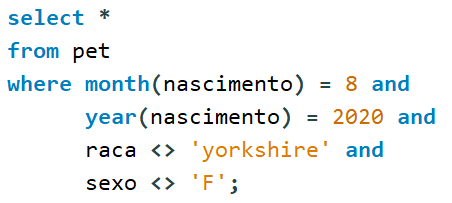 select *
from pet
where month(nascimento) = 8 and
year(nascimento) = 2020 and
raca <> 'yorkshire' and
sexo <> 'F';